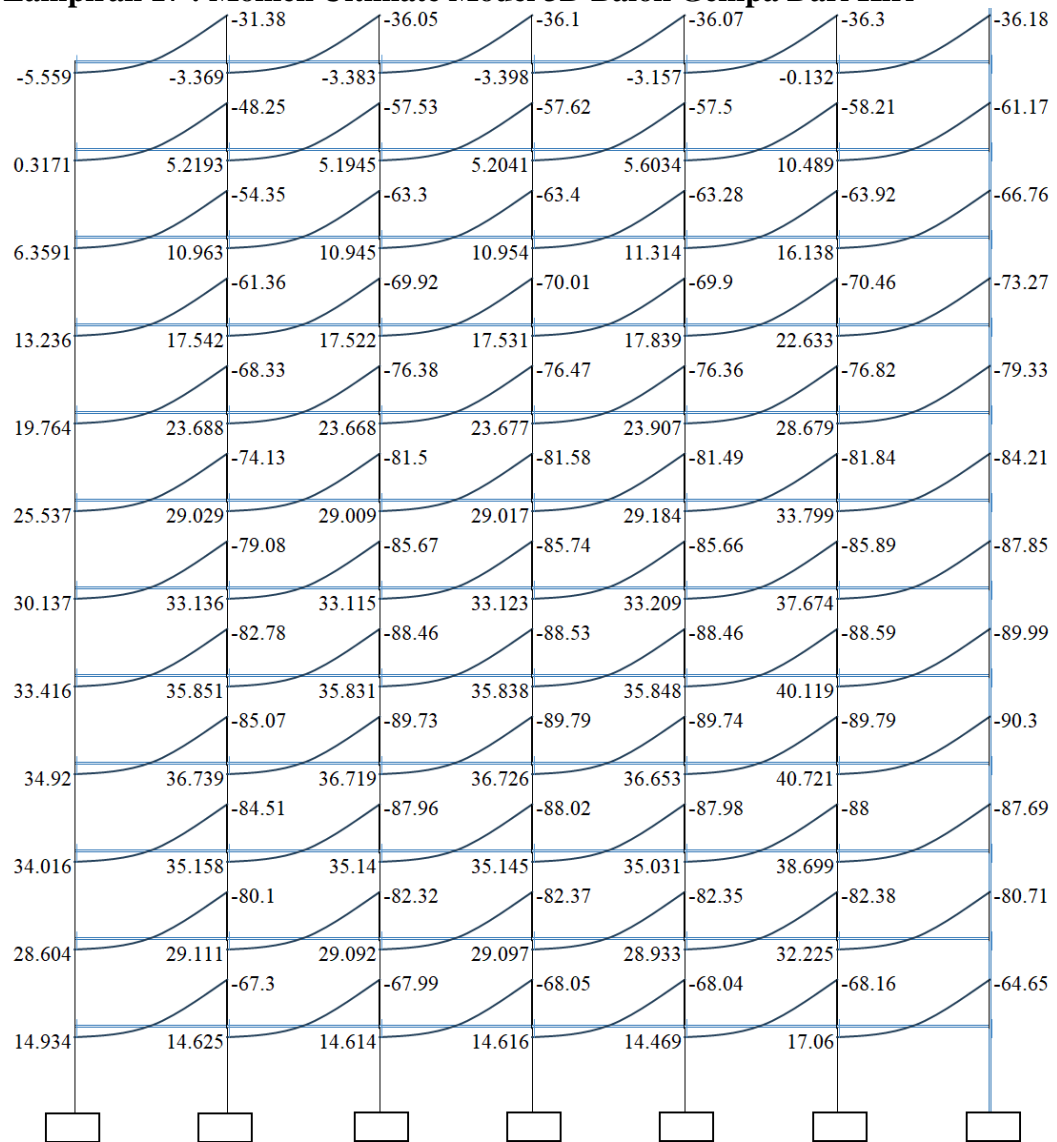 Lampiran : Momen Ultimate Model 3D Balok Gempa Dari Kiri
-31.38 -36.05 -36.1 -36.07 -36.3 -36.18
-5.559 -3.369 -3.383 -3.398 -3.157 -0.132
-48.25 -57.53 -57.62 -57.5 -58.21 -61.17
0.3171 5.2193 5.1945 5.2041 5.6034 10.489
-54.35 -63.3 -63.4 -63.28 -63.92 -66.76
6.3591 10.963 10.945 10.954 11.314 16.138
-61.36 -69.92 -70.01 -69.9 -70.46 -73.27
13.236 17.542 17.522 17.531 17.839 22.633
-68.33 -76.38 -76.47 -76.36 -76.82 -79.33
19.764 23.688 23.668 23.677 23.907 28.679
-74.13 -81.5 -81.58 -81.49 -81.84 -84.21
25.537 29.029 29.009 29.017 29.184 33.799
-79.08 -85.67 -85.74 -85.66 -85.89 -87.85
30.137 33.136 33.115 33.123 33.209 37.674
-82.78 -88.46 -88.53 -88.46 -88.59 -89.99
33.416 35.851 35.831 35.838 35.848 40.119
-85.07 -89.73 -89.79 -89.74 -89.79 -90.3
34.92 36.739 36.719 36.726 36.653 40.721
-84.51 -87.96 -88.02 -87.98 -88 -87.69
34.016 35.158 35.14 35.145 35.031 38.699
-80.1 -82.32 -82.37 -82.35 -82.38 -80.71
28.604 29.111 29.092 29.097 28.933 32.225
-67.3 -67.99 -68.05 -68.04 -68.16 -64.65
14.934 14.625 14.614 14.616 14.469 17.06